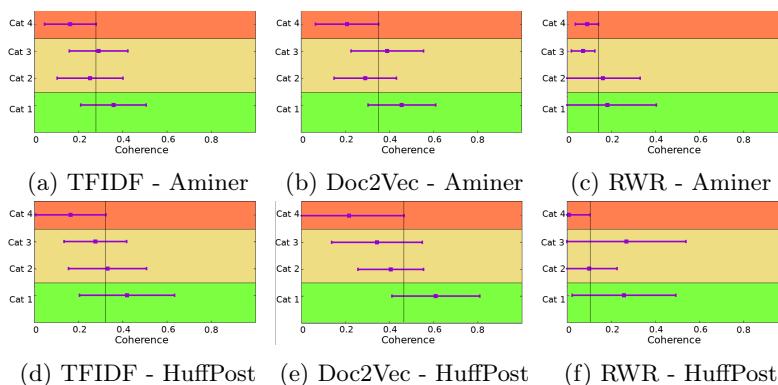 Cat 4
Cat 3
Cat 2
Cat 1
0 0.2 0.4 0.6 0.8
Coherence
(a) TFIDF - Aminer
Cat 4
Cat 3
Cat 2
Cat 1
0 0.2 0.4 0.6 0.8
Coherence
(b) Doc2Vec - Aminer
Cat 4
Cat 3
Cat 2
Cat 1
0 0.2 0.4 0.6 0.8
Coherence
(c) RWR - Aminer
Cat 4
Cat 3
Cat 2
Cat 1
0 0.2 0.4 0.6 0.8
Coherence
(d) TFIDF - HuffPost
Cat 4
Cat 3
Cat 2
Cat 1
0 0.2 0.4 0.6 0.8
Coherence
(e) Doc2Vec - HuffPost
Cat 4
Cat 3
Cat 2
Cat 1
0 0.2 0.4 0.6 0.8
Coherence
(f) RWR - HuffPost